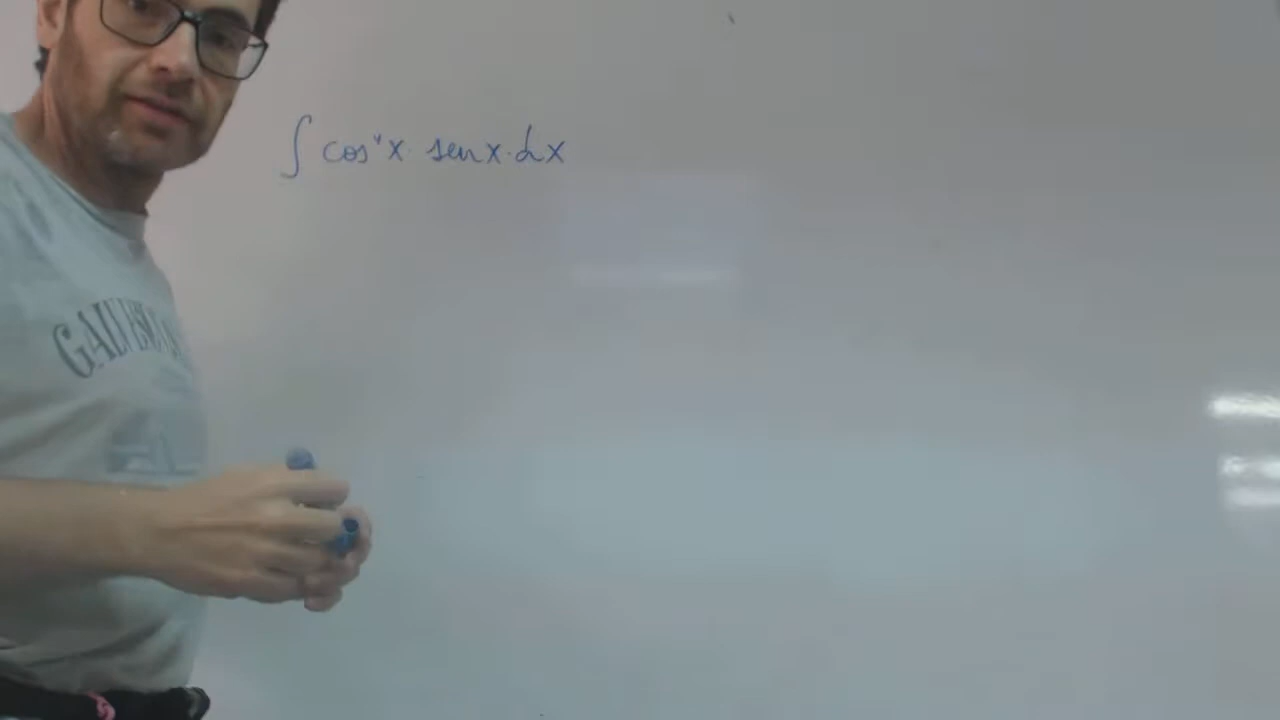 ∫ cos⁴x · sen x · dx